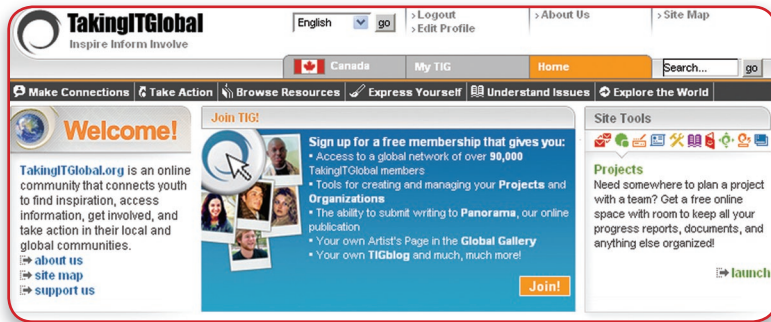 TakingITGlobal
Inspire Inform Involve
English go
› Logout
› Edit Profile
› About Us
› Site Map
Canada My TIG Home Search... go
Make Connections Take Action Browse Resources Express Yourself Understand Issues Explore the World
Welcome!
TakingITGlobal.org is an online
community that connects youth
to find inspiration, access
information, get involved, and
take action in their local and
global communities.
about us
site map
support us
Join TIG!
Sign up for a free membership that gives you:
• Access to a global network of over 90,000
TakingITGlobal members
• Tools for creating and managing your Projects and
Organizations
• The ability to submit writing to Panorama, our online
publication
• Your own Artist's Page in the Global Gallery
• Your own TIGblog and much, much more!
Join!
Site Tools
Projects
Need somewhere to plan a project
with a team? Get a free online
space with room to keep all your
progress reports, documents, and
anything else organized!
launch